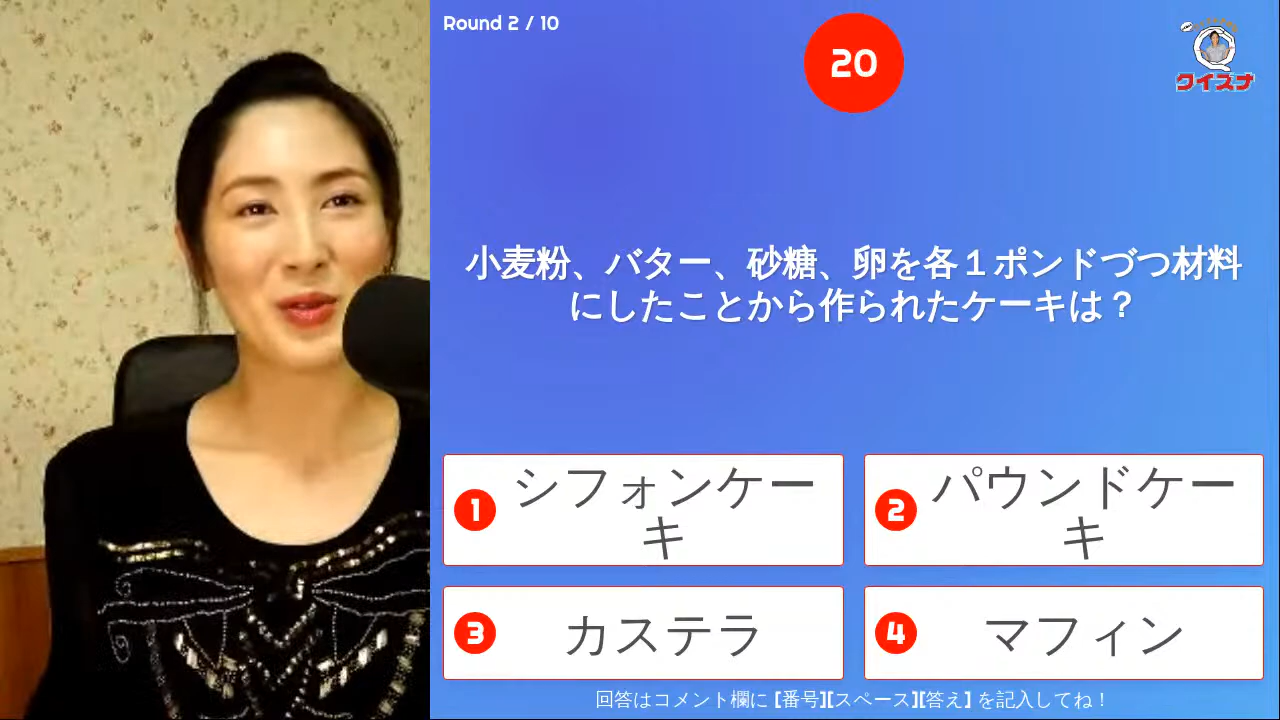 Round 2 / 10
20
クイズナ
小麦粉、バター、砂糖、卵を各１ポンドづつ材料
にしたことから作られたケーキは？
1 シフォンケー
キ
2 パウンドケー
キ
3 カステラ
4 マフィン
回答はコメント欄に [番号][スペース][答え] を記入してね！